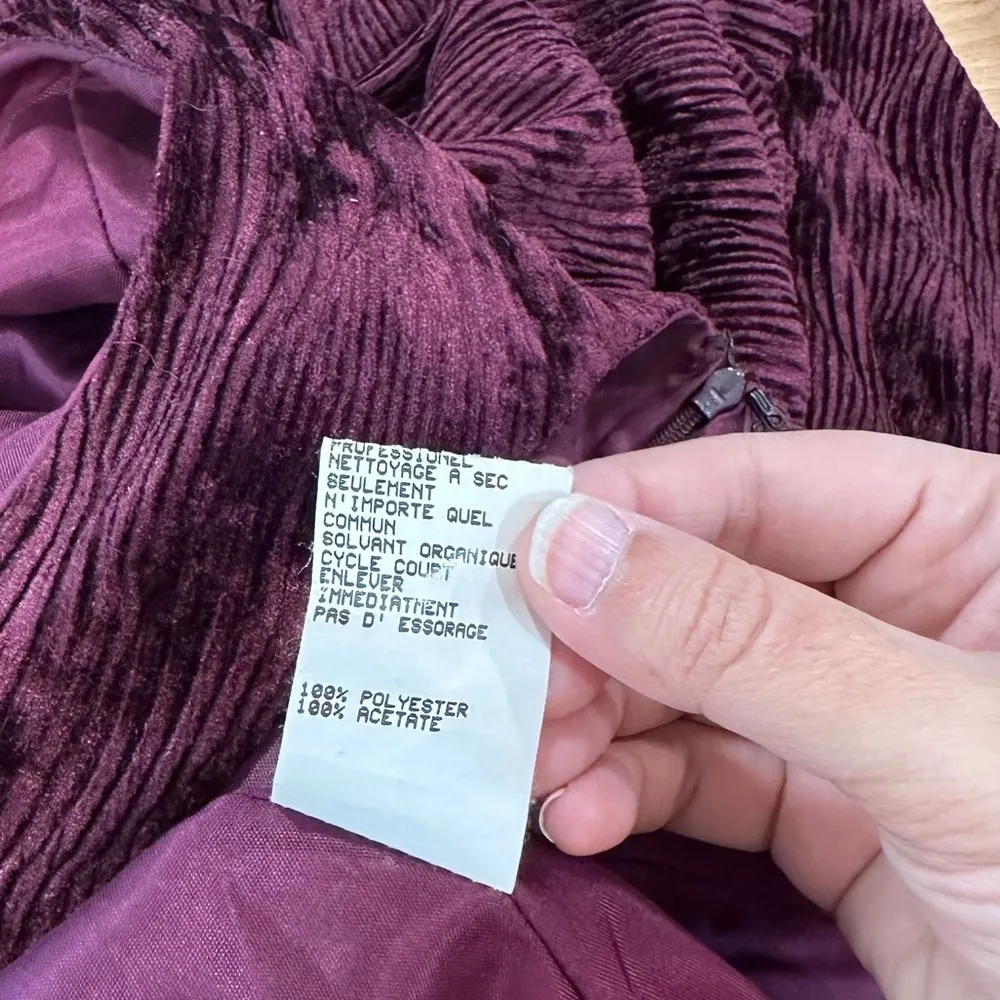 PROFESSIONEL
NETTOYAGE A SEC
SEULEMENT
N'IMPORTE QUEL
COMMUN
SOLVANT ORGANIQUE
CYCLE COURT
ENLEVER
IMMEDIATMENT
PAS D' ESSORAGE
100% POLYESTER
100% ACETATE